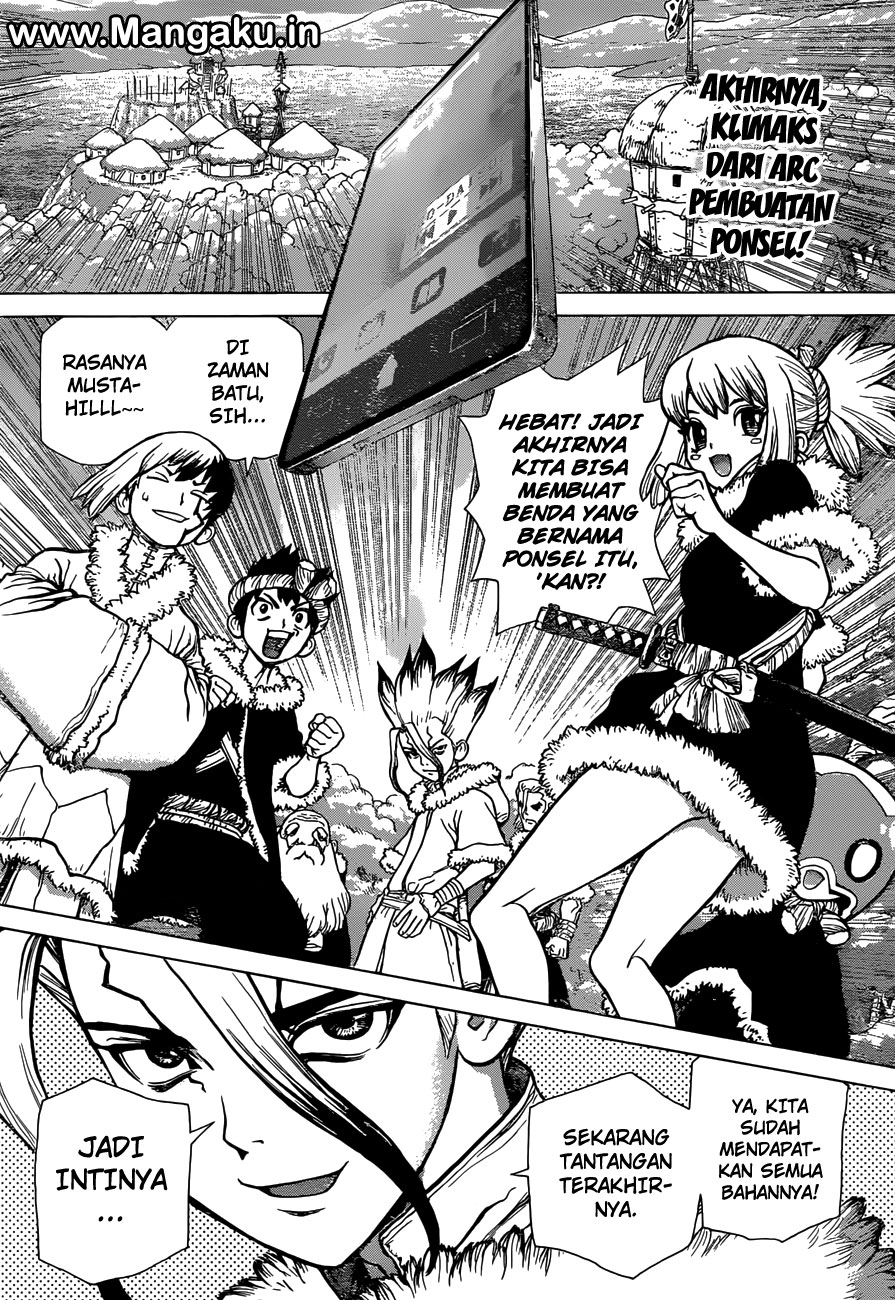 www.Mangaku.in
AKHIRNYA,
KLIMAKS
DARI ARC
PEMBUATAN
PONSEL!
HEBAT! JADI
AKHIRNYA
KITA BISA
MEMBUAT
BENDA YANG
BERNAMA
PONSEL ITU,
'KAN?!
DI
ZAMAN
BATU,
SIH...
RASANYA
MUSTA-
HILLL~~
YA, KITA
SUDAH
MENDAPAT-
KAN SEMUA
BAHANNYA!
SEKARANG
TANTANGAN
TERAKHIR-
NYA.
JADI
INTINYA
...